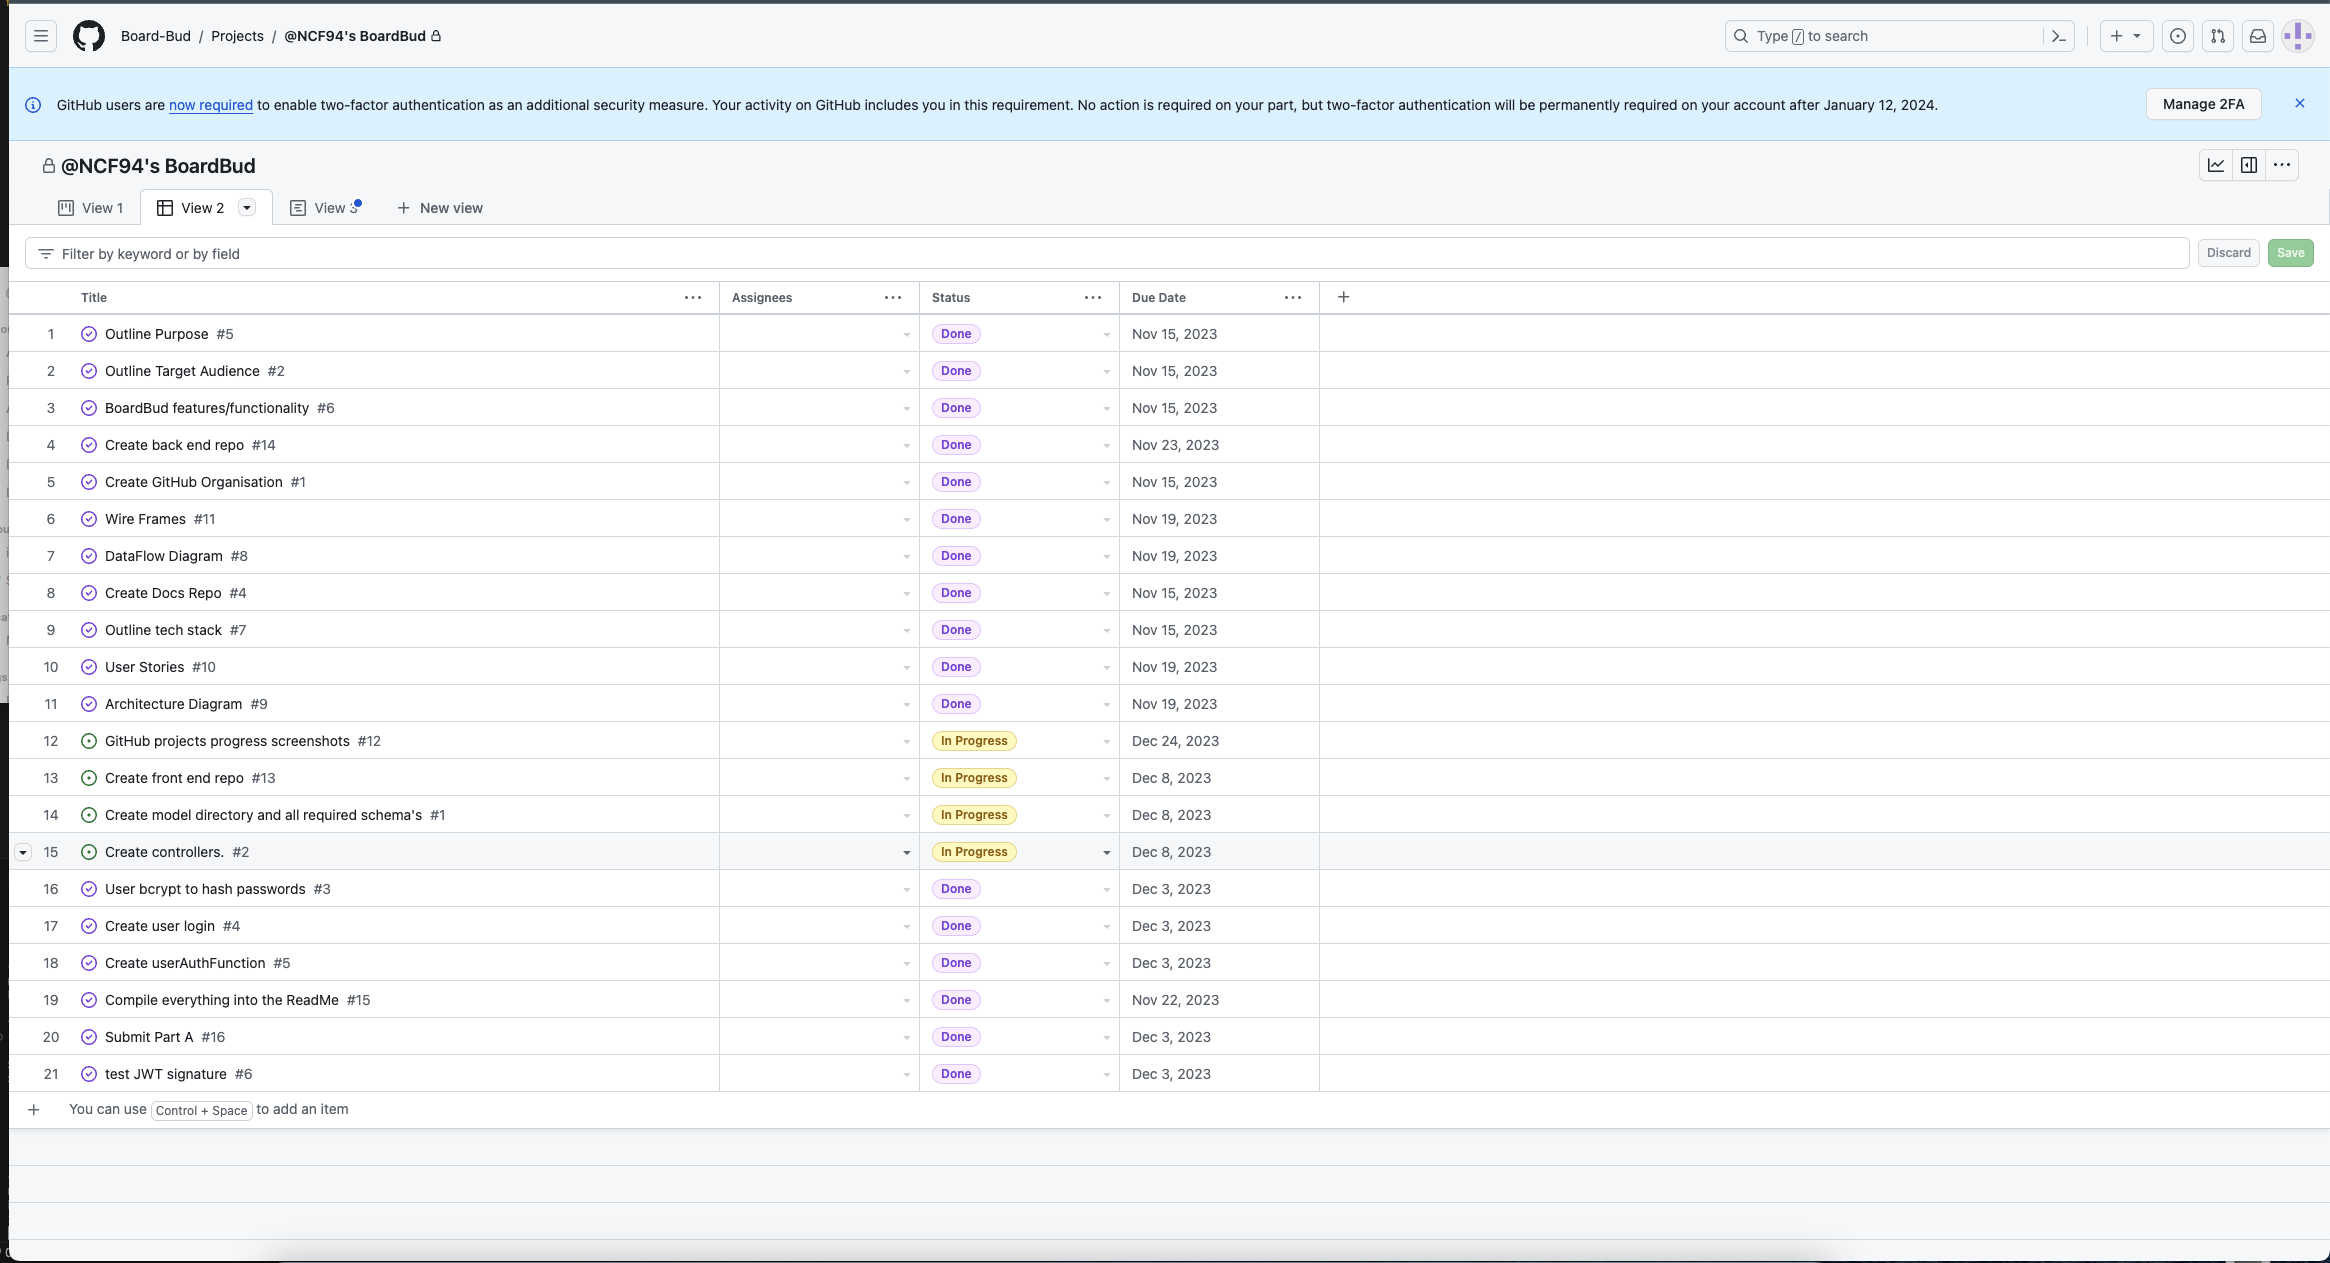 Board-Bud / Projects / @NCF94's BoardBud
Type / to search
GitHub users are now required to enable two-factor authentication as an additional security measure. Your activity on GitHub includes you in this requirement. No action is required on your part, but two-factor authentication will be permanently required on your account after January 12, 2024.
Manage 2FA
@NCF94's BoardBud
View 1 View 2 View 3 New view
Filter by keyword or by field Discard Save
Title Assignees Status Due Date
1 Outline Purpose #5 Done Nov 15, 2023
2 Outline Target Audience #2 Done Nov 15, 2023
3 BoardBud features/functionality #6 Done Nov 15, 2023
4 Create back end repo #14 Done Nov 23, 2023
5 Create GitHub Organisation #1 Done Nov 15, 2023
6 Wire Frames #11 Done Nov 19, 2023
7 DataFlow Diagram #8 Done Nov 19, 2023
8 Create Docs Repo #4 Done Nov 15, 2023
9 Outline tech stack #7 Done Nov 15, 2023
10 User Stories #10 Done Nov 19, 2023
11 Architecture Diagram #9 Done Nov 19, 2023
12 GitHub projects progress screenshots #12 In Progress Dec 24, 2023
13 Create front end repo #13 In Progress Dec 8, 2023
14 Create model directory and all required schema's #1 In Progress Dec 8, 2023
15 Create controllers. #2 In Progress Dec 8, 2023
16 User bcrypt to hash passwords #3 Done Dec 3, 2023
17 Create user login #4 Done Dec 3, 2023
18 Create userAuthFunction #5 Done Dec 3, 2023
19 Compile everything into the ReadMe #15 Done Nov 22, 2023
20 Submit Part A #16 Done Dec 3, 2023
21 test JWT signature #6 Done Dec 3, 2023
You can use Control + Space to add an item